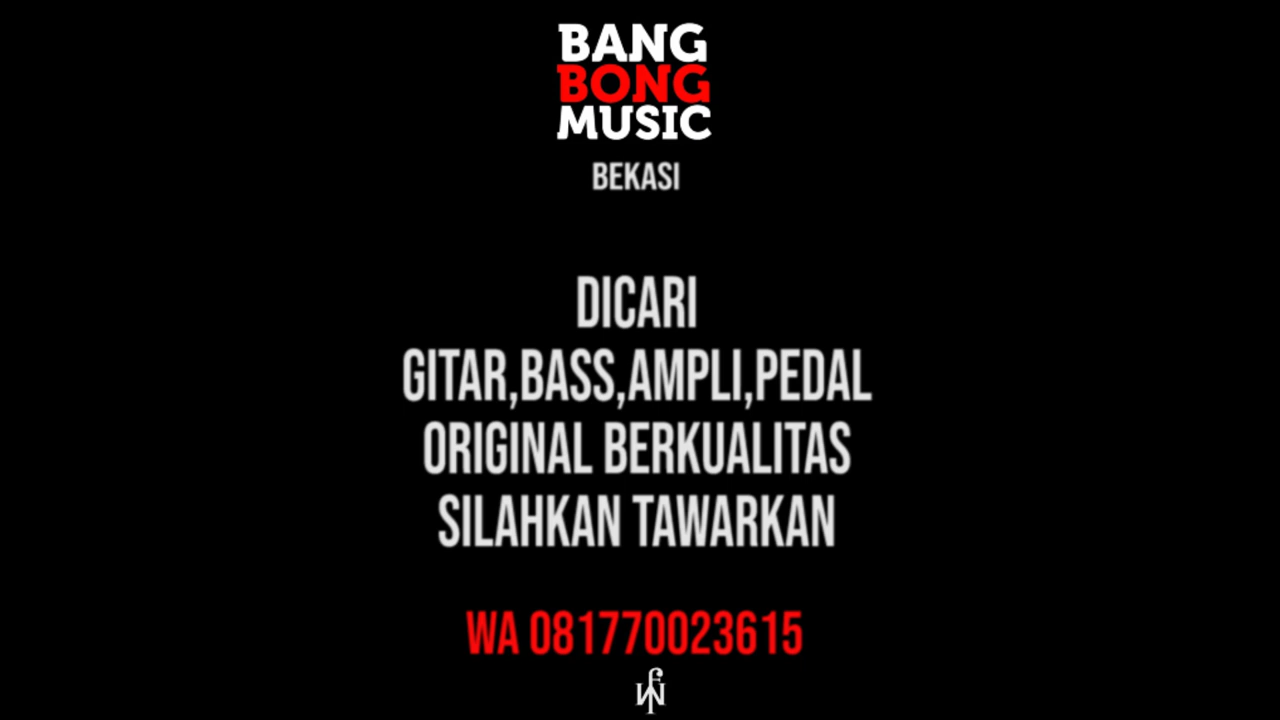 BANG
BONG
MUSIC
BEKASI
DICARI
GITAR,BASS,AMPLI,PEDAL
ORIGINAL BERKUALITAS
SILAHKAN TAWARKAN
WA 081770023615